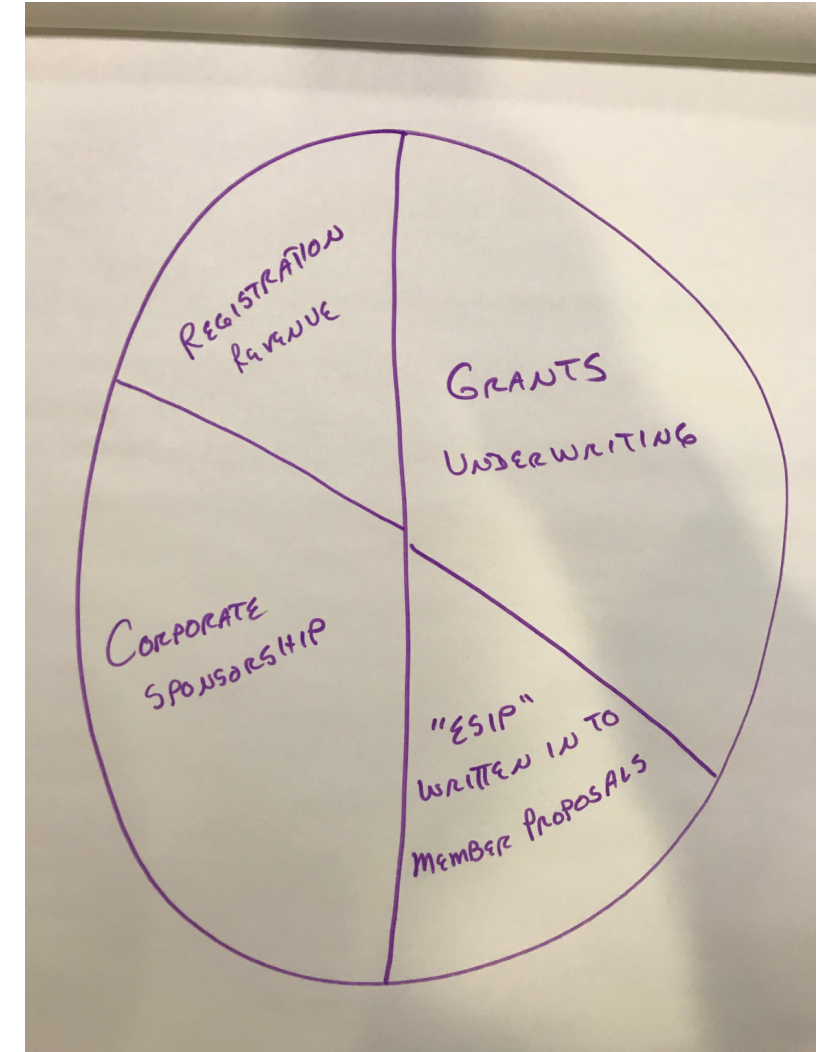 REGISTRATION
REVENUE
GRANTS
UNDERWRITING
CORPORATE
SPONSORSHIP
"ESIP"
WRITTEN IN TO
MEMBER PROPOSALS